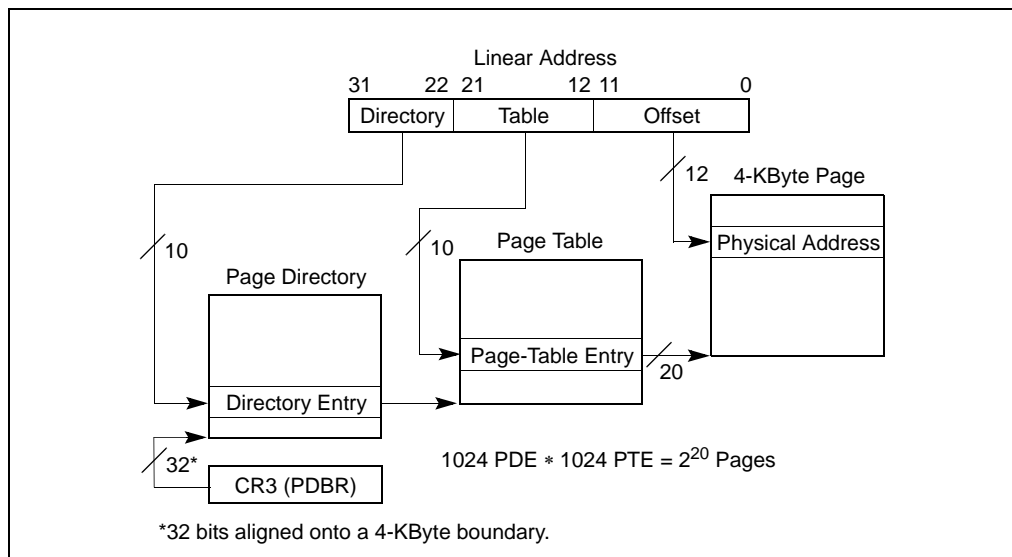 Linear Address
31 22 21 12 11 0
Directory Table Offset
12
4-KByte Page
Physical Address
10
10
Page Table
Page Directory
Page-Table Entry
20
Directory Entry
32*
1024 PDE ∗ 1024 PTE = 2²⁰ Pages
CR3 (PDBR)
*32 bits aligned onto a 4-KByte boundary.